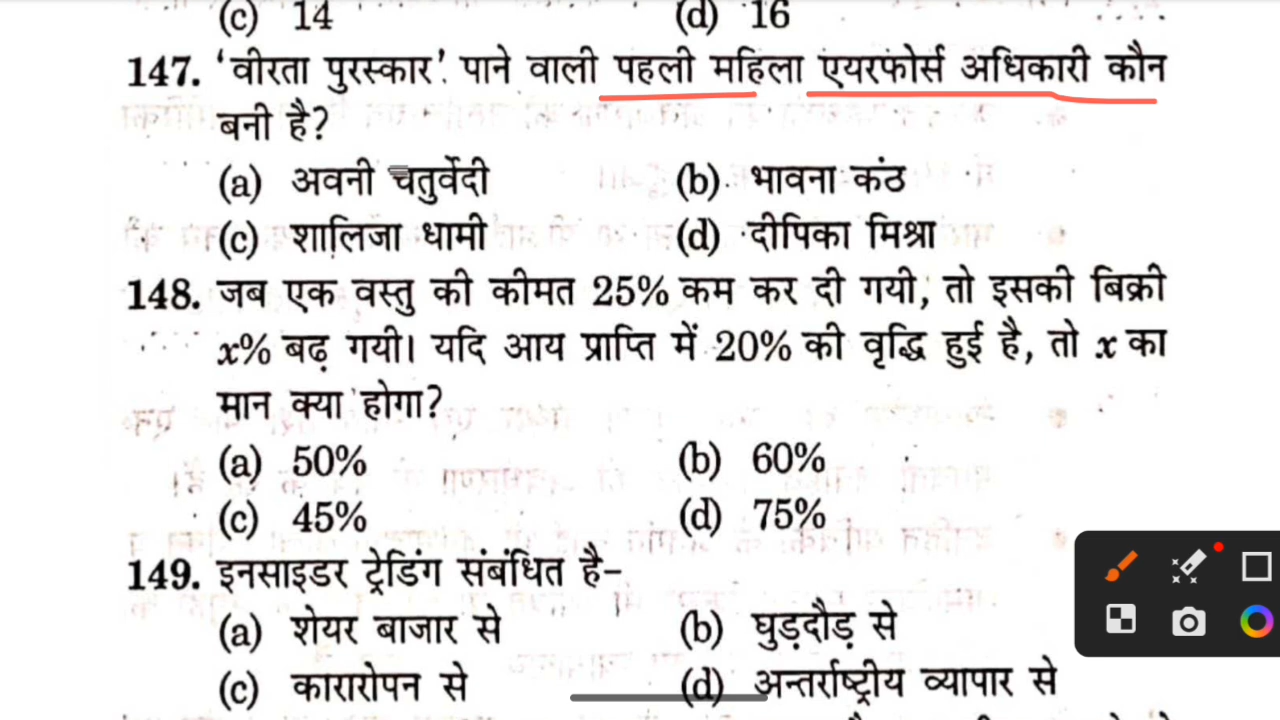 (c) 14 (d) 16
147. ‘वीरता पुरस्कार’ पाने वाली पहली महिला एयरफोर्स अधिकारी कौन
बनी है?
(a) अवनी चतुर्वेदी (b) भावना कंठ
(c) शालिजा धामी (d) दीपिका मिश्रा
148. जब एक वस्तु की कीमत 25% कम कर दी गयी, तो इसकी बिक्री
x% बढ़ गयी। यदि आय प्राप्ति में 20% की वृद्धि हुई है, तो x का
मान क्या होगा?
(a) 50% (b) 60%
(c) 45% (d) 75%
149. इनसाइडर ट्रेडिंग संबंधित है–
(a) शेयर बाजार से (b) घुड़दौड़ से
(c) कारारोपन से (d) अन्तर्राष्ट्रीय व्यापार से